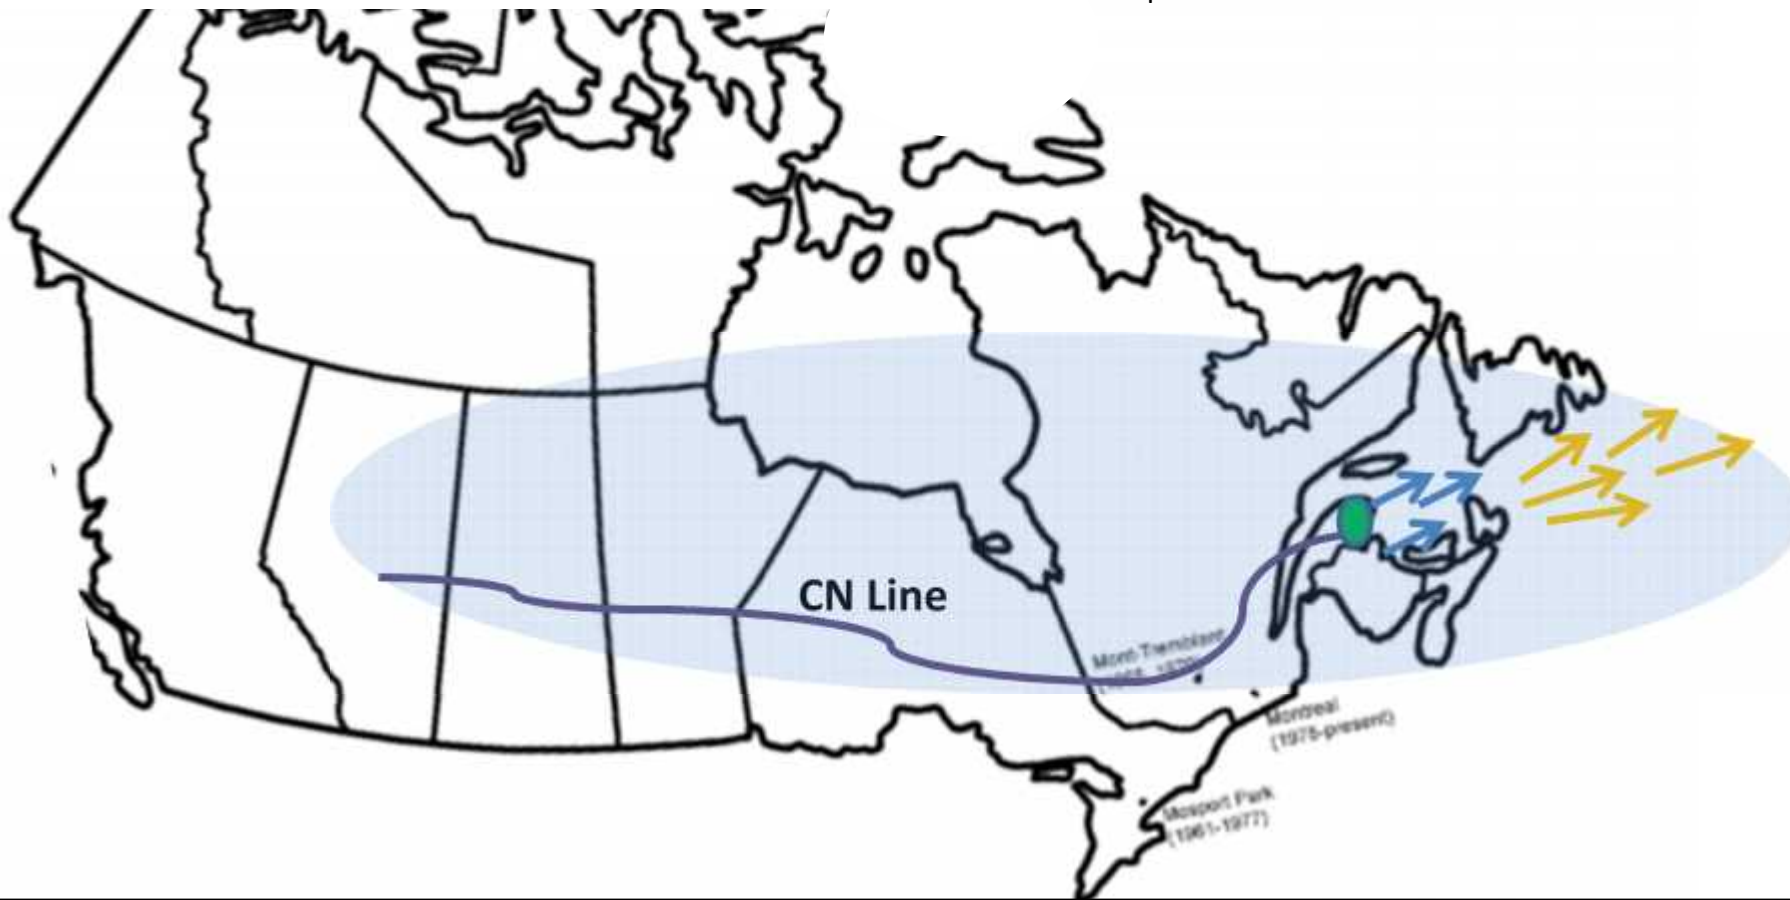 CN Line
Mont-Tremblant
Montreal
(1978-present)
Mosport Park
(1961-1977)